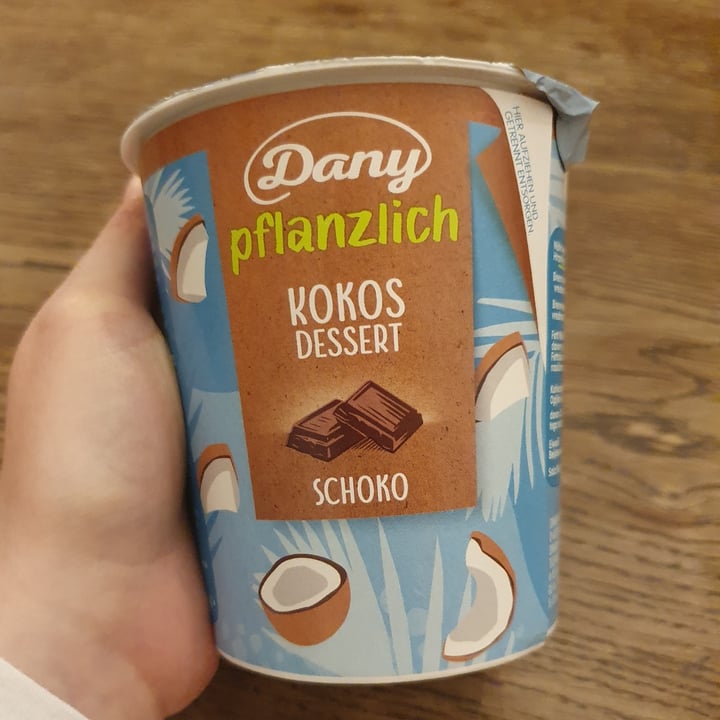 Dany
pflanzlich
KOKOS
DESSERT
SCHOKO
HIER AUFZIEHEN UND
GETRENNT ENTSORGEN.